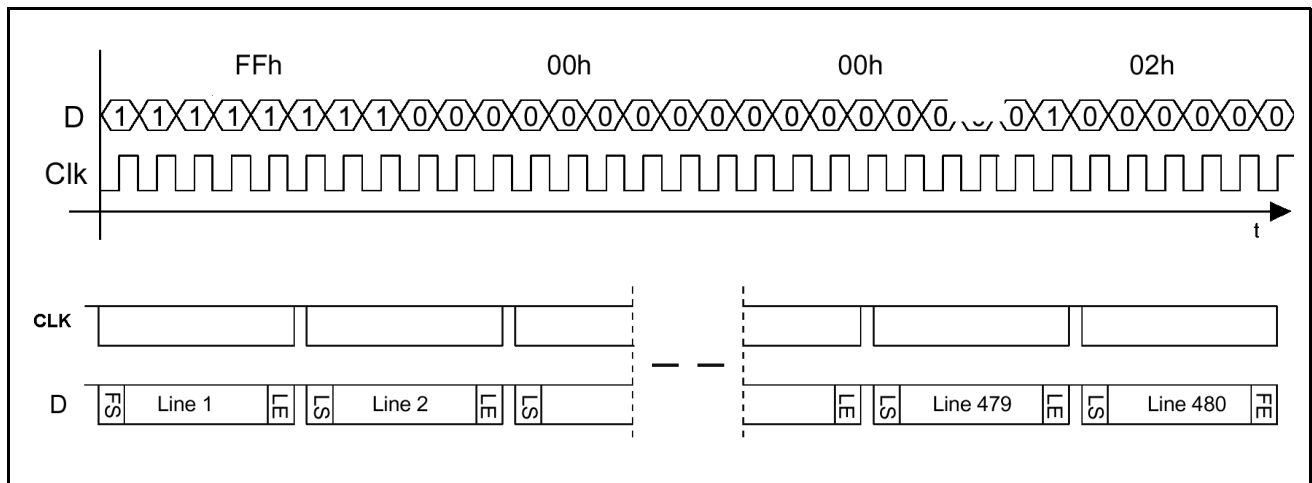 FFh 00h 00h 02h
D 1 1 1 1 1 1 1 1 0 0 0 0 0 0 0 0 0 0 0 0 0 0 0 0 1 0 0 0 0 0 0
Clk
t
CLK
D FS Line 1 LE LS Line 2 LE LS LE LS Line 479 LE LS Line 480 FE